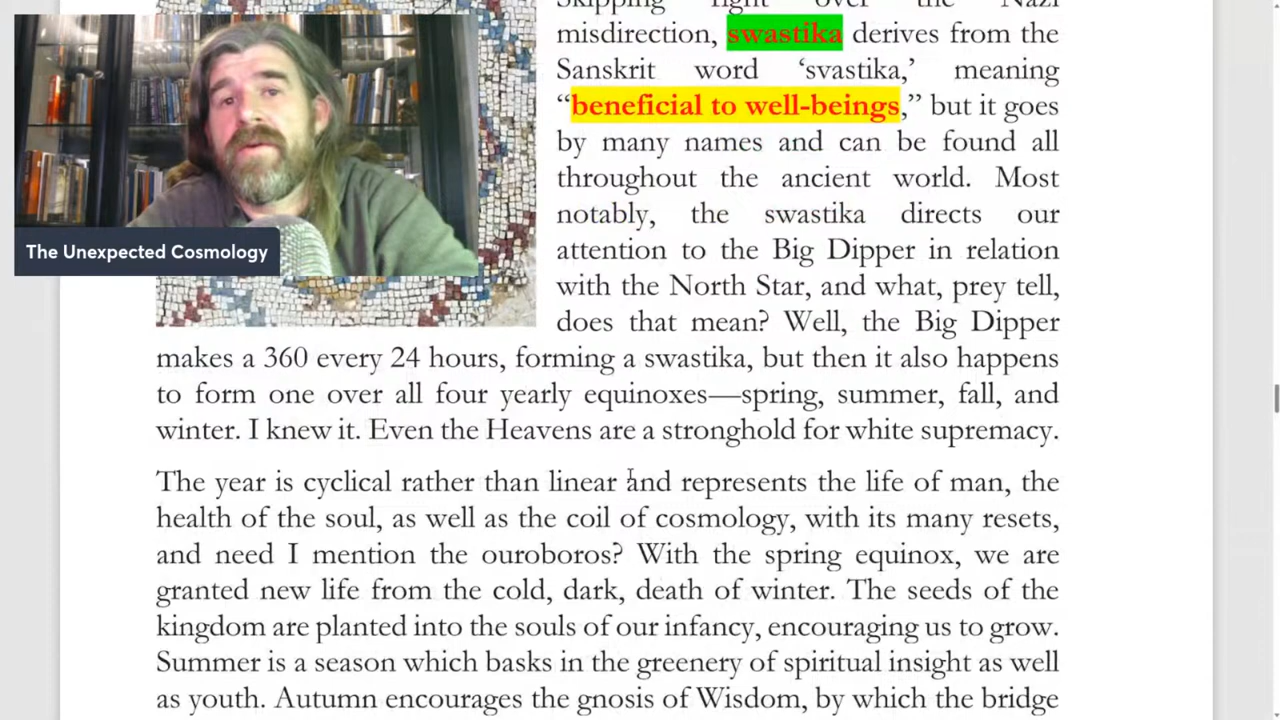 Skipping right over the Nazi
misdirection, swastika derives from the
Sanskrit word ‘svastika,’ meaning
“beneficial to well-beings,” but it goes
by many names and can be found all
throughout the ancient world. Most
notably, the swastika directs our
attention to the Big Dipper in relation
with the North Star, and what, prey tell,
does that mean? Well, the Big Dipper
makes a 360 every 24 hours, forming a swastika, but then it also happens
to form one over all four yearly equinoxes—spring, summer, fall, and
winter. I knew it. Even the Heavens are a stronghold for white supremacy.
The year is cyclical rather than linear and represents the life of man, the
health of the soul, as well as the coil of cosmology, with its many resets,
and need I mention the ouroboros? With the spring equinox, we are
granted new life from the cold, dark, death of winter. The seeds of the
kingdom are planted into the souls of our infancy, encouraging us to grow.
Summer is a season which basks in the greenery of spiritual insight as well
as youth. Autumn encourages the gnosis of Wisdom, by which the bridge
The Unexpected Cosmology